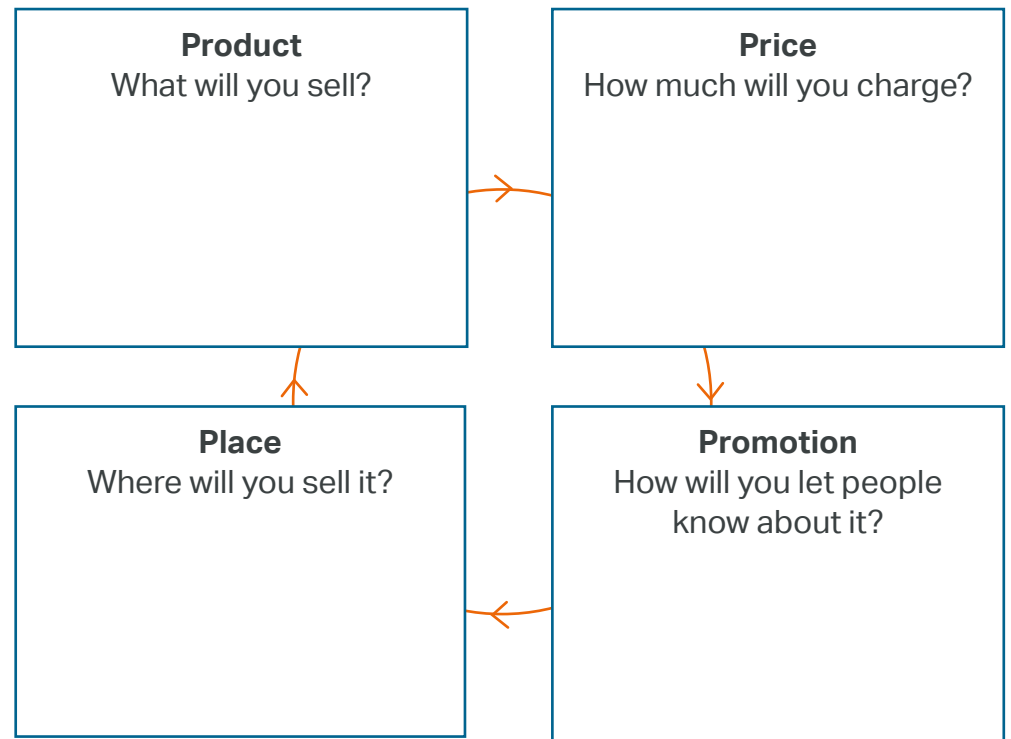 Product
What will you sell?
Price
How much will you charge?
Place
Where will you sell it?
Promotion
How will you let people
know about it?